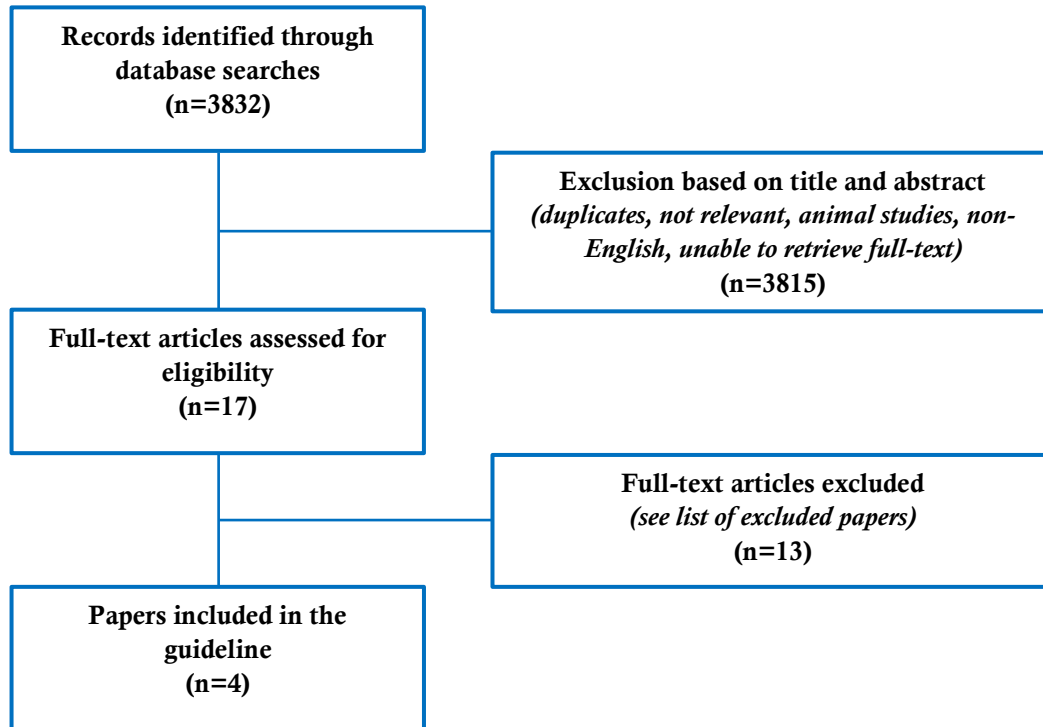 Records identified through
database searches
(n=3832)
Exclusion based on title and abstract
(duplicates, not relevant, animal studies, non-
English, unable to retrieve full-text)
(n=3815)
Full-text articles assessed for
eligibility
(n=17)
Full-text articles excluded
(see list of excluded papers)
(n=13)
Papers included in the
guideline
(n=4)